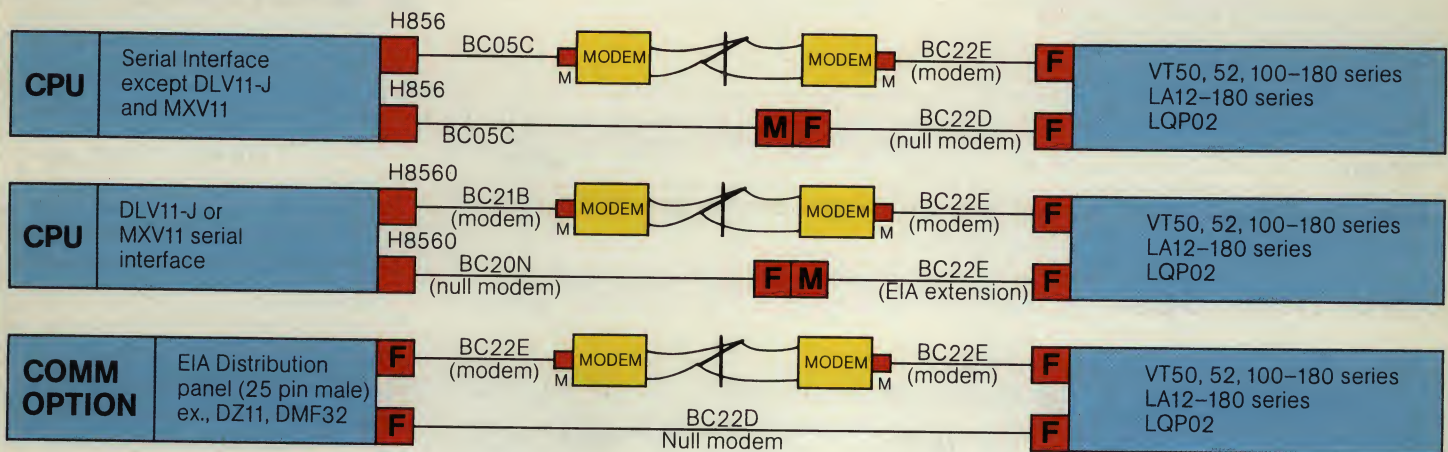 H856
CPU
Serial Interface
except DLV11-J
and MXV11
BC05C
M
MODEM
MODEM
M
BC22E
(modem)
F
VT50, 52, 100–180 series
LA12–180 series
LQP02
H856
BC05C
M F
BC22D
(null modem)
F
H8560
CPU
DLV11-J or
MXV11 serial
interface
BC21B
(modem)
M
MODEM
MODEM
M
BC22E
(modem)
F
VT50, 52, 100–180 series
LA12–180 series
LQP02
H8560
BC20N
(null modem)
F M
BC22E
(EIA extension)
F
COMM
OPTION
EIA Distribution
panel (25 pin male)
ex., DZ11, DMF32
F
BC22E
(modem)
M
MODEM
MODEM
M
BC22E
(modem)
F
VT50, 52, 100–180 series
LA12–180 series
LQP02
F
BC22D
Null modem
F